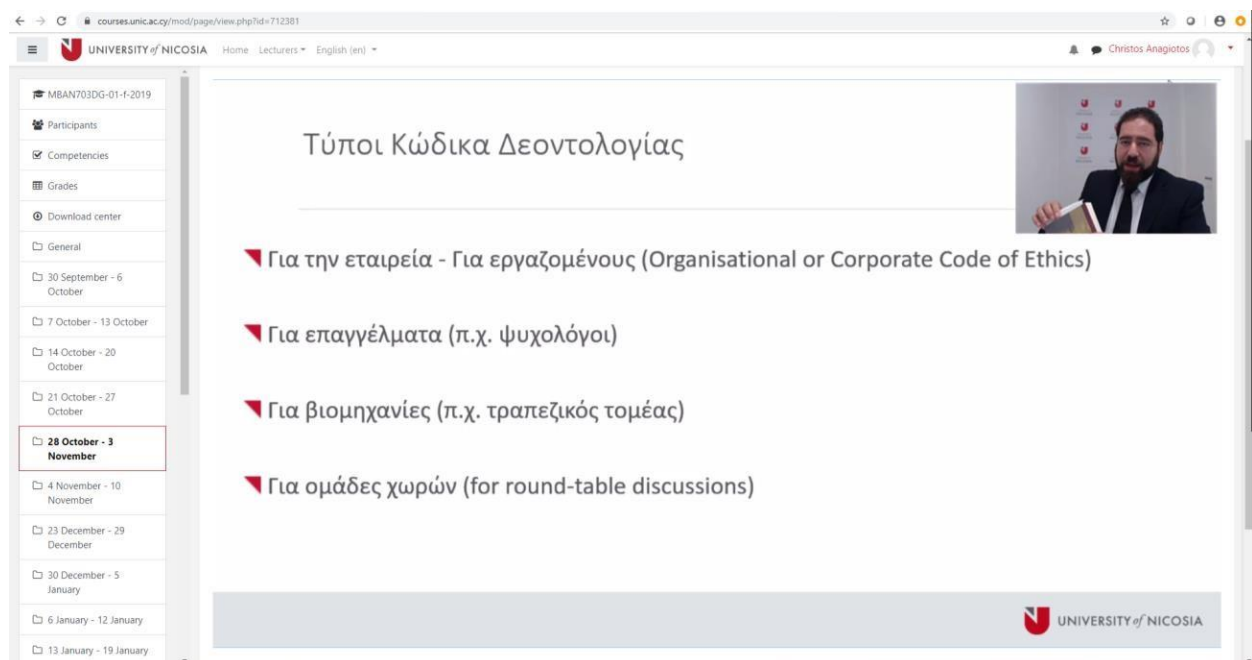 courses.unic.ac.cy/mod/page/view.php?id=712381
UNIVERSITY of NICOSIA Home Lecturers English (en) Christos Anagiotos
MBAN703DG-01-f-2019
Participants
Competencies
Grades
Download center
General
30 September - 6
October
7 October - 13 October
14 October - 20
October
21 October - 27
October
28 October - 3
November
4 November - 10
November
23 December - 29
December
30 December - 5
January
6 January - 12 January
13 January - 19 January
Τύποι Κώδικα Δεοντολογίας
Για την εταιρεία - Για εργαζομένους (Organisational or Corporate Code of Ethics)
Για επαγγέλματα (π.χ. ψυχολόγοι)
Για βιομηχανίες (π.χ. τραπεζικός τομέας)
Για ομάδες χωρών (for round-table discussions)
UNIVERSITY of NICOSIA